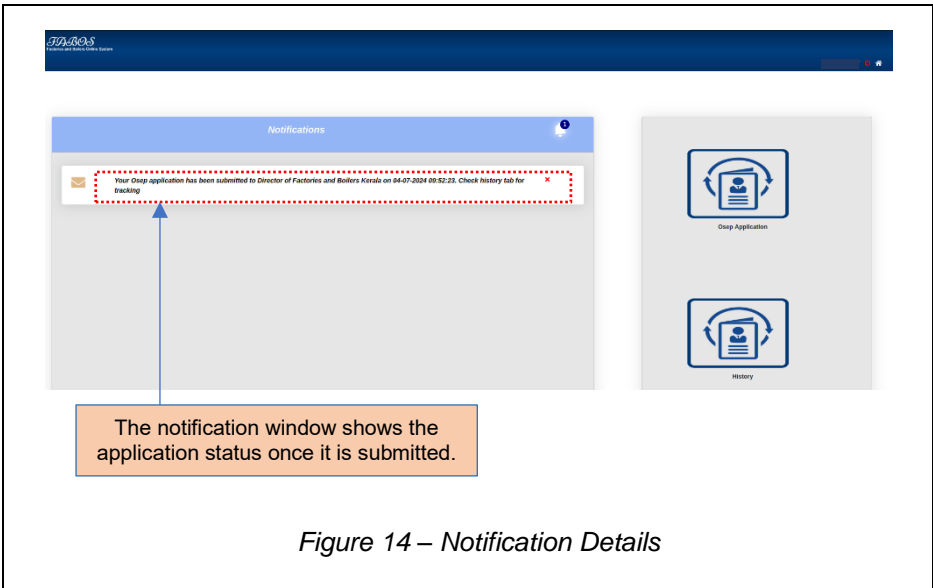 FABOS
Factories and Boilers Online System
Notifications
1
Your Osep application has been submitted to Director of Factories and Boilers Kerala on 04-07-2024 09:52:23. Check history tab for
tracking
Osep Application
History
The notification window shows the
application status once it is submitted.
Figure 14 – Notification Details